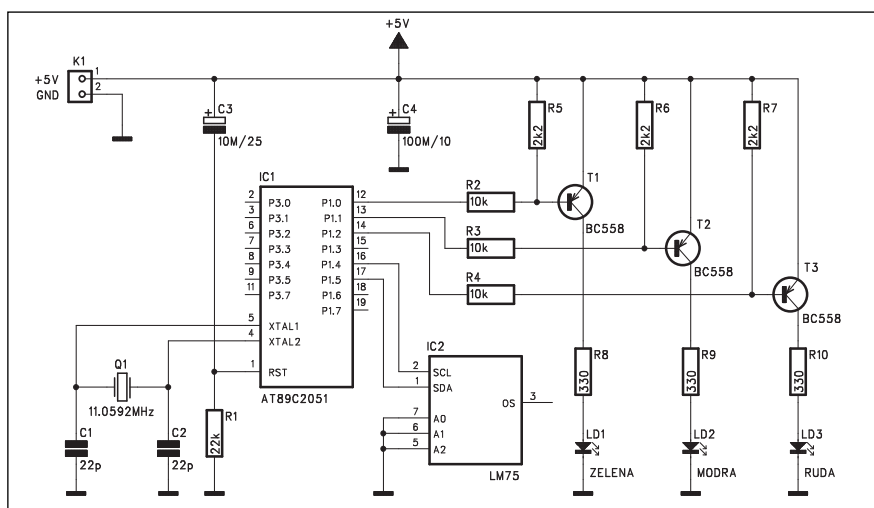 +5V
K1
+5V 1
GND 2
C3
+
10M/25
C4
+
100M/10
R5
2k2
R6
2k2
R7
2k2
IC1
2 P3.0 P1.0 12
3 P3.1 P1.1 13
6 P3.2 P1.2 14
7 P3.3 P1.3 15
8 P3.4 P1.4 16
9 P3.5 P1.5 17
11 P3.7 P1.6 18
P1.7 19
5 XTAL1
4 XTAL2
1 RST
AT89C2051
R2
10k
R3
10k
R4
10k
T1
BC558
T2
BC558
T3
BC558
Q1
11.0592MHz
C1
22p
C2
22p
R1
22k
IC2
2 SCL
1 SDA
OS 3
7 A0
6 A1
5 A2
LM75
R8
330
R9
330
R10
330
LD1
ZELENA
LD2
MODRA
LD3
RUDA